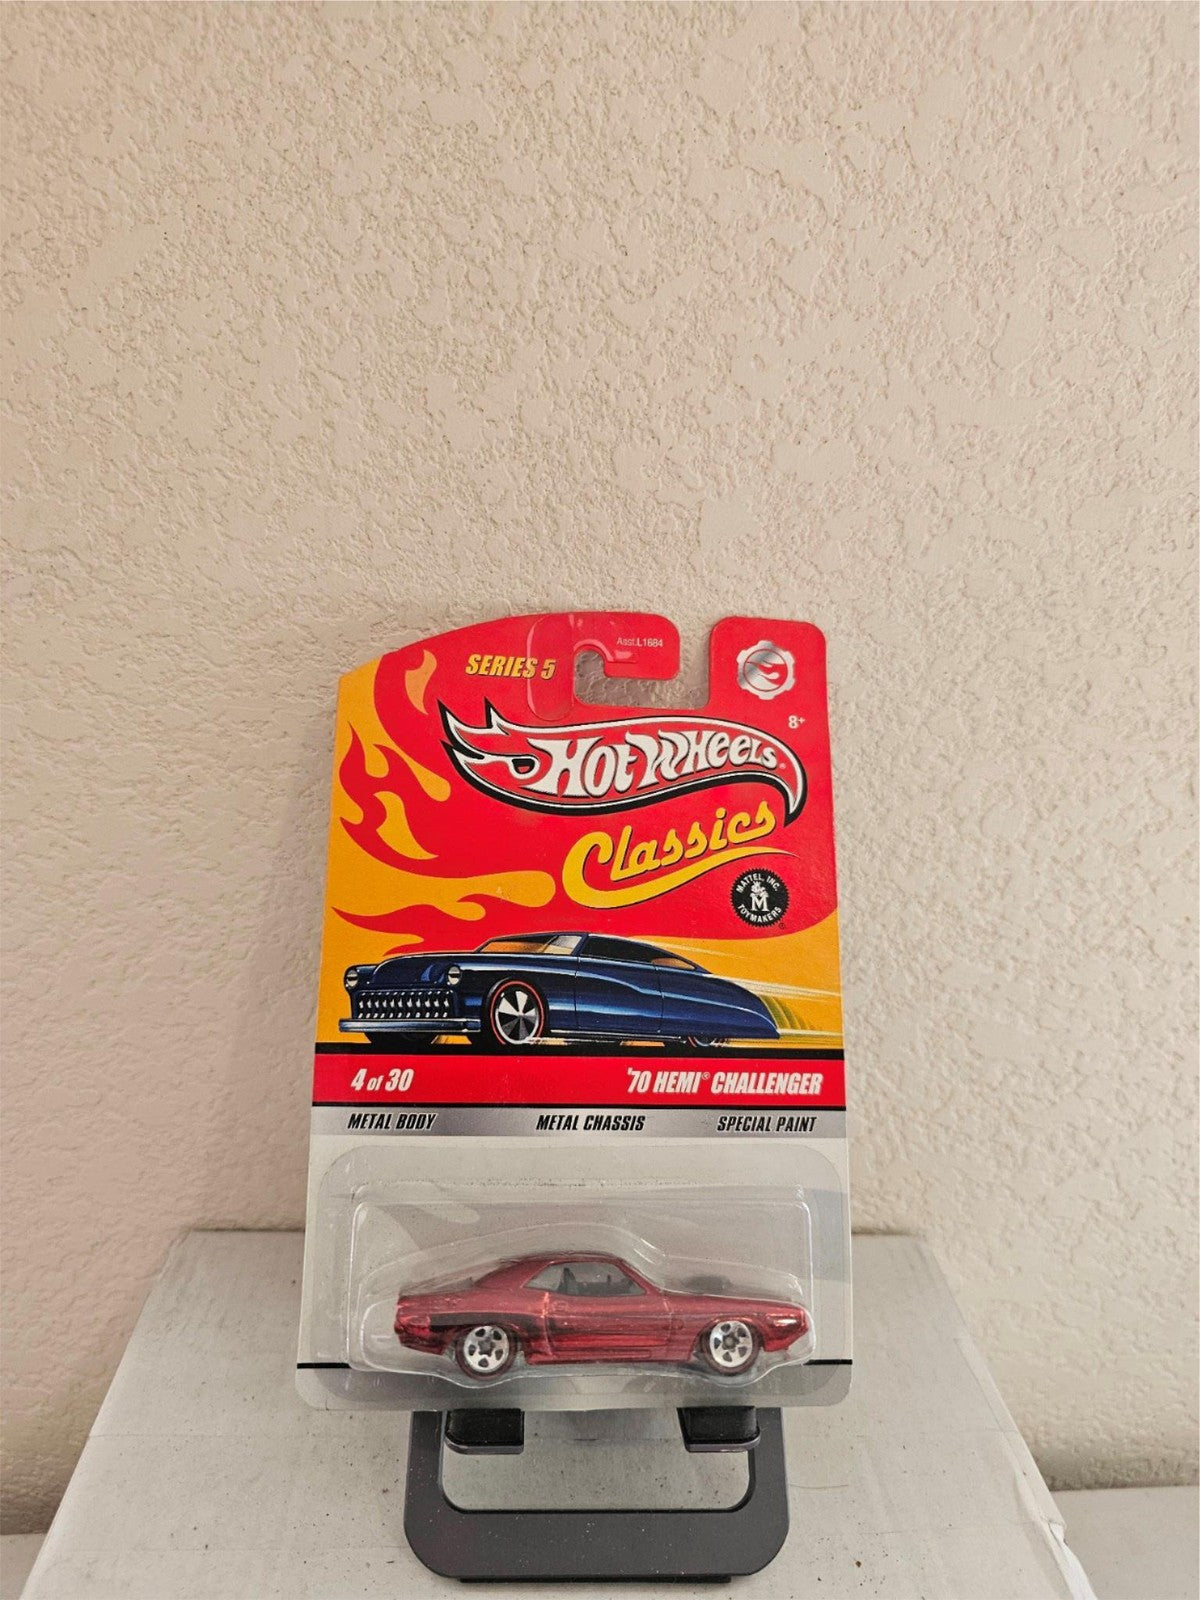 Asst.L1684
SERIES 5
8+
HOT WHEELS®
Classics
MATTEL, INC.
M
TOYMAKERS
®
4 of 30
'70 HEMI® CHALLENGER
METAL BODY
METAL CHASSIS
SPECIAL PAINT